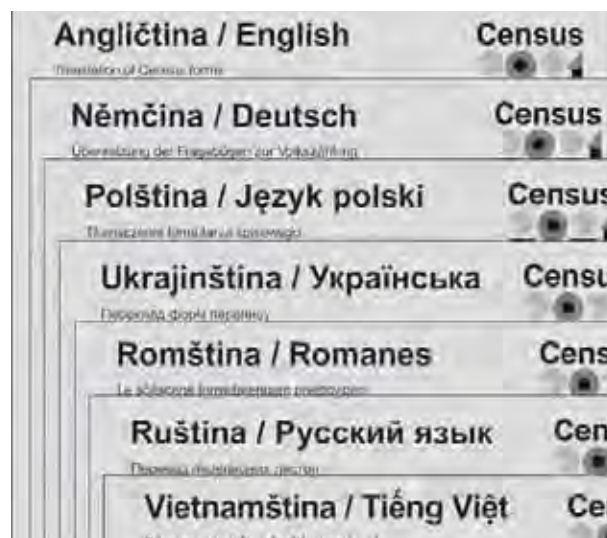 Angličtina / English Census
Translation of Census forms
Němčina / Deutsch Census
Übersetzung der Fragebögen zur Volkszählung
Polština / Język polski Census
Tłumaczenie formularza spisowego
Ukrajinština / Українська Censu
Переклад форм перепису
Romština / Romanes Cens
Ruština / Русский язык Cen
Перевод
Vietnamština / Tiếng Việt Ce